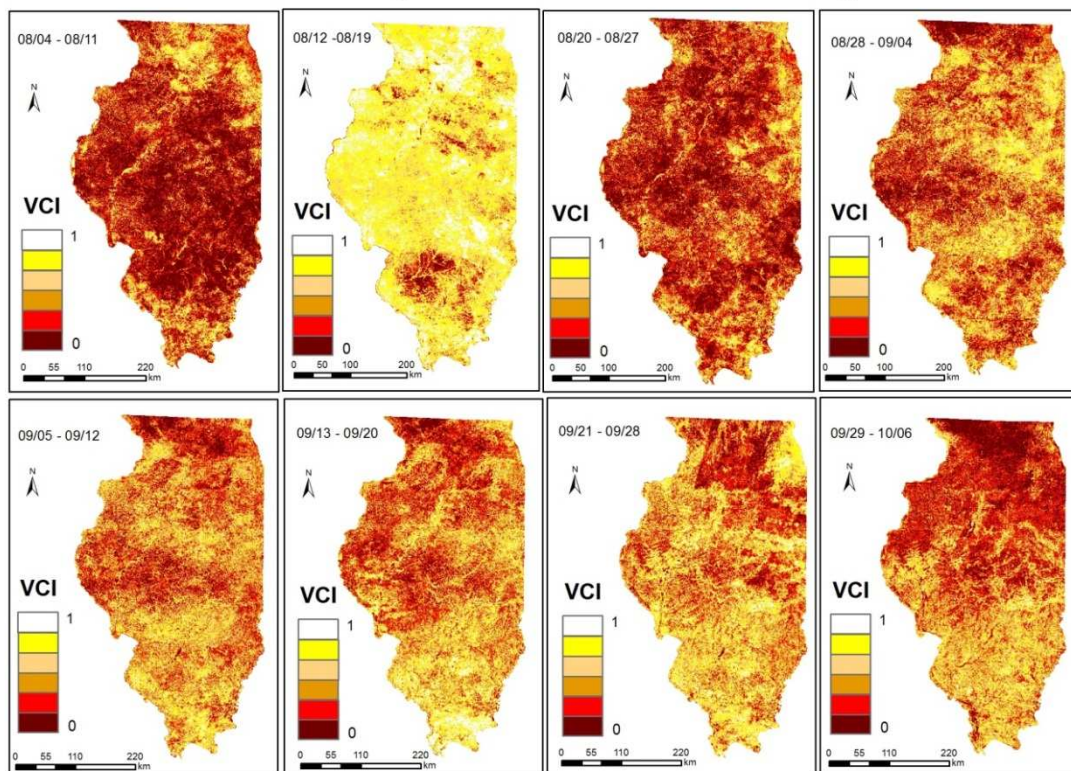 08/04 - 08/11
N
VCI
1
0
0 55 110 220
km
08/12 -08/19
N
VCI
1
0
0 50 100 200
km
08/20 - 08/27
N
VCI
1
0
0 50 100 200
km
08/28 - 09/04
N
VCI
1
0
0 55 110 220
km
09/05 - 09/12
N
VCI
1
0
0 55 110 220
km
09/13 - 09/20
N
VCI
1
0
0 55 110 220
km
09/21 - 09/28
N
VCI
1
0
0 55 110 220
km
09/29 - 10/06
N
VCI
1
0
0 55 110 220
km